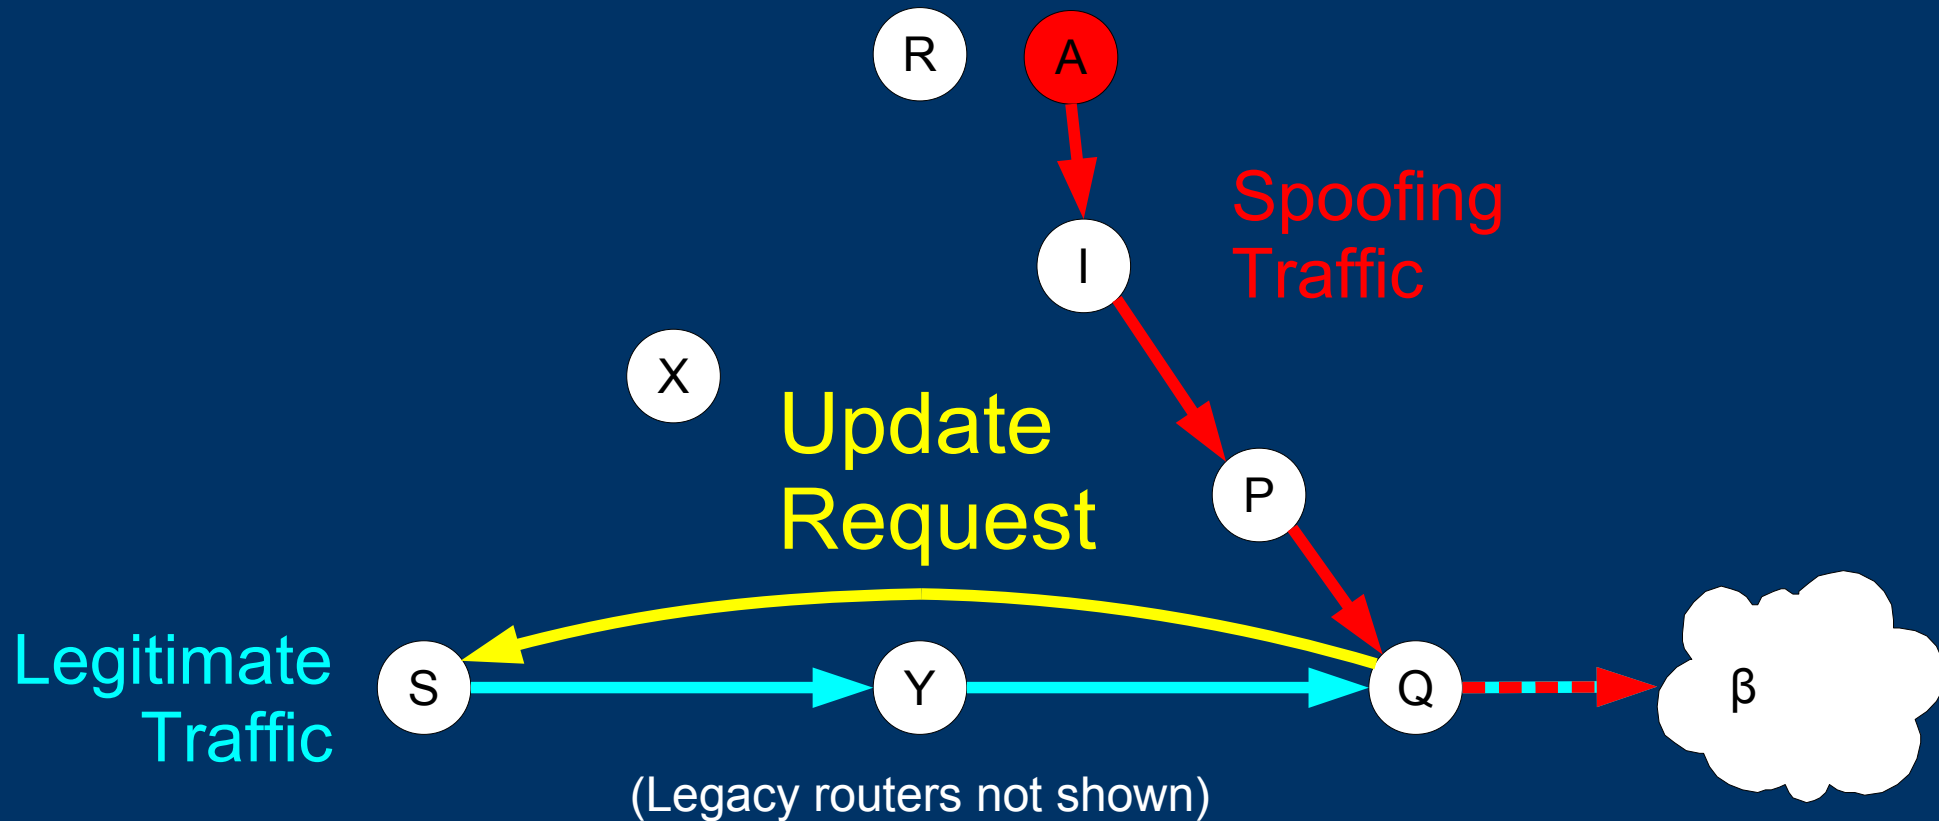 R
A
Spoofing
Traffic
I
X
Update
Request
P
Legitimate
Traffic
S
Y
Q
β
(Legacy routers not shown)